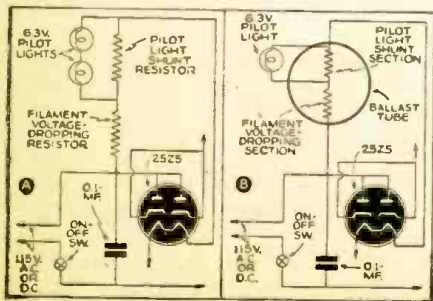 6.3V.
PILOT
LIGHTS
PILOT
LIGHT
SHUNT
RESISTOR
FILAMENT
VOLTAGE-
DROPPING
RESISTOR
25Z5
A
0.1-
MF.
ON-
OFF
SW.
115V.
A.C.
OR
D.C.
6.3V.
PILOT
LIGHT
PILOT
LIGHT
SHUNT
SECTION
BALLAST
TUBE
FILAMENT
VOLTAGE-
DROPPING
SECTION
25Z5
B
ON-
OFF
SW.
115V.
A.C.
OR
D.C.
0.1-
MF.